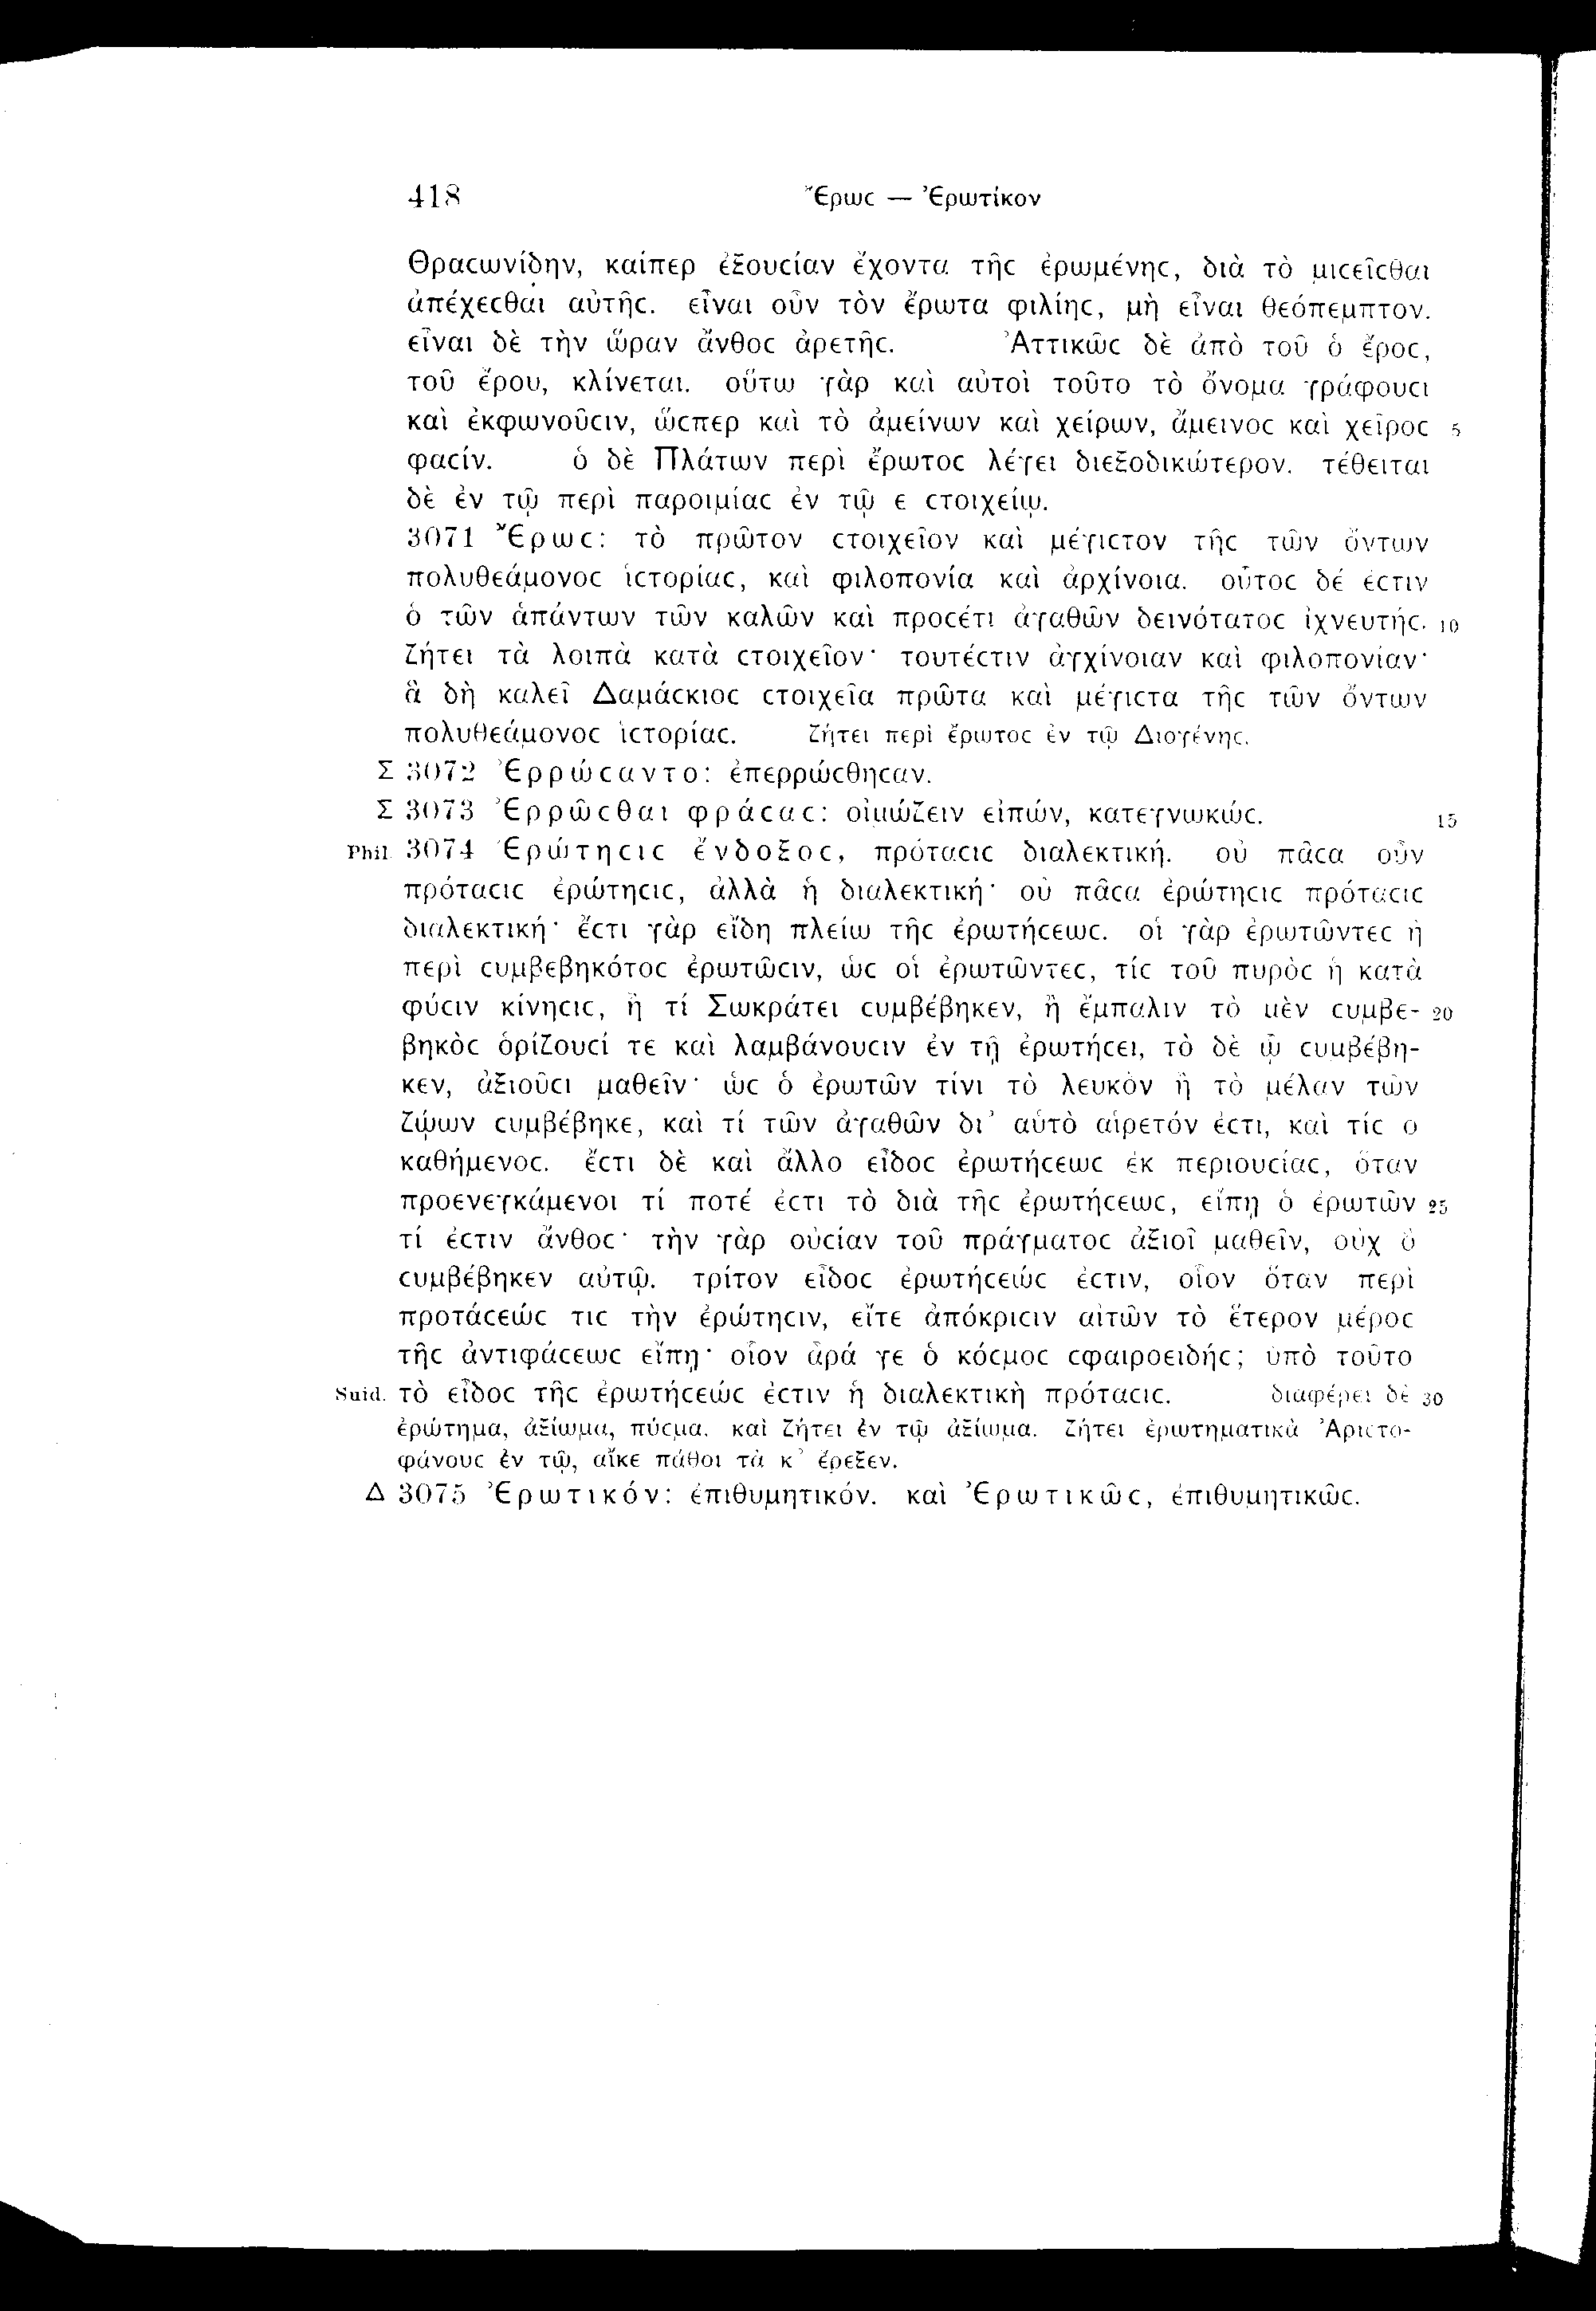 418 Ἔρωϲ — Ἐρωτίκον
Θραϲωνίδην, καίπερ ἐξουϲίαν ἔχοντα τῆϲ ἐρωμένηϲ, διὰ τὸ μιϲεῖϲθαι
ἀπέχεϲθαι αὐτῆϲ. εἶναι οὖν τὸν ἔρωτα φιλίηϲ, μὴ εἶναι θεόπεμπτον.
εἶναι δὲ τὴν ὥραν ἄνθοϲ ἀρετῆϲ. Ἀττικῶϲ δὲ ἀπὸ τοῦ ὁ ἔροϲ,
τοῦ ἔρου, κλίνεται. οὕτω γὰρ καὶ αὐτοὶ τοῦτο τὸ ὄνομα γράφουϲι
καὶ ἐκφωνοῦϲιν, ὥϲπερ καὶ τὸ ἀμείνων καὶ χείρων, ἄμεινοϲ καὶ χεῖροϲ 5
φαϲίν. ὁ δὲ Πλάτων περὶ ἔρωτοϲ λέγει διεξοδικώτερον. τέθειται
δὲ ἐν τῷ περὶ παροιμίαϲ ἐν τῷ ε ϲτοιχείῳ.
3071 Ἔρωϲ: τὸ πρῶτον ϲτοιχεῖον καὶ μέγιϲτον τῆϲ τῶν ὄντων
πολυθεάμονοϲ ἱϲτορίαϲ, καὶ φιλοπονία καὶ ἀρχίνοια. οὗτοϲ δέ ἐϲτιν
ὁ τῶν ἁπάντων τῶν καλῶν καὶ προϲέτι ἀγαθῶν δεινότατοϲ ἰχνευτήϲ. 10
ζήτει τὰ λοιπὰ κατὰ ϲτοιχεῖον· τουτέϲτιν ἀγχίνοιαν καὶ φιλοπονίαν·
ἃ δὴ καλεῖ Δαμάϲκιοϲ ϲτοιχεῖα πρῶτα καὶ μέγιϲτα τῆϲ τῶν ὄντων
πολυθεάμονοϲ ἱϲτορίαϲ. ζήτει περὶ ἔρωτοϲ ἐν τῷ Διογένηϲ.
Σ 3072 Ἐρρώϲαντο: ἐπερρώϲθηϲαν.
Σ 3073 Ἐρρῶϲθαι φράϲαϲ: οἰμώζειν εἰπών, κατεγνωκώϲ. 15
Phil. 3074 Ἐρώτηϲιϲ ἔνδοξοϲ, πρόταϲιϲ διαλεκτική. οὐ πᾶϲα οὖν
πρόταϲιϲ ἐρώτηϲιϲ, ἀλλὰ ἡ διαλεκτική· οὐ πᾶϲα ἐρώτηϲιϲ πρόταϲιϲ
διαλεκτική· ἔϲτι γὰρ εἴδη πλείω τῆϲ ἐρωτήϲεωϲ. οἱ γὰρ ἐρωτῶντεϲ ἢ
περὶ ϲυμβεβηκότοϲ ἐρωτῶϲιν, ὡϲ οἱ ἐρωτῶντεϲ, τίϲ τοῦ πυρὸϲ ἡ κατὰ
φύϲιν κίνηϲιϲ, ἢ τί Σωκράτει ϲυμβέβηκεν, ἢ ἔμπαλιν τὸ μὲν ϲυμβε- 20
βηκὸϲ ὁρίζουϲί τε καὶ λαμβάνουϲιν ἐν τῇ ἐρωτήϲει, τὸ δὲ ᾧ ϲυμβέβη-
κεν, ἀξιοῦϲι μαθεῖν· ὡϲ ὁ ἐρωτῶν τίνι τὸ λευκὸν ἢ τὸ μέλαν τῶν
ζῴων ϲυμβέβηκε, καὶ τί τῶν ἀγαθῶν δι' αὑτὸ αἱρετόν ἐϲτι, καὶ τίϲ ὁ
καθήμενοϲ. ἔϲτι δὲ καὶ ἄλλο εἶδοϲ ἐρωτήϲεωϲ ἐκ περιουϲίαϲ, ὅταν
προενεγκάμενοι τί ποτέ ἐϲτι τὸ διὰ τῆϲ ἐρωτήϲεωϲ, εἴπῃ ὁ ἐρωτῶν 25
τί ἐϲτιν ἄνθοϲ· τὴν γὰρ οὐϲίαν τοῦ πράγματοϲ ἀξιοῖ μαθεῖν, οὐχ ὃ
ϲυμβέβηκεν αὐτῷ. τρίτον εἶδοϲ ἐρωτήϲεώϲ ἐϲτιν, οἷον ὅταν περὶ
προτάϲεώϲ τιϲ τὴν ἐρώτηϲιν, εἴτε ἀπόκριϲιν αἰτῶν τὸ ἕτερον μέροϲ
τῆϲ ἀντιφάϲεωϲ εἴπῃ· οἷον ἆρά γε ὁ κόϲμοϲ ϲφαιροειδήϲ; ὑπὸ τοῦτο
Suid. τὸ εἶδοϲ τῆϲ ἐρωτήϲεώϲ ἐϲτιν ἡ διαλεκτικὴ πρόταϲιϲ. διαφέρει δὲ 30
ἐρώτημα, ἀξίωμα, πύϲμα. καὶ ζήτει ἐν τῷ ἀξίωμα. ζήτει ἐρωτηματικὰ Ἀριϲτο-
φάνουϲ ἐν τῷ, αἴκε πάθοι τά κ' ἔρεξεν.
Δ 3075 Ἐρωτικόν: ἐπιθυμητικόν. καὶ Ἐρωτικῶϲ, ἐπιθυμητικῶϲ.